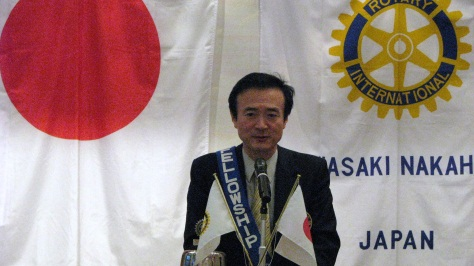 ROTARY
INTERNATIONAL
ASAKI NAKAH
JAPAN
FELLOWSHIP